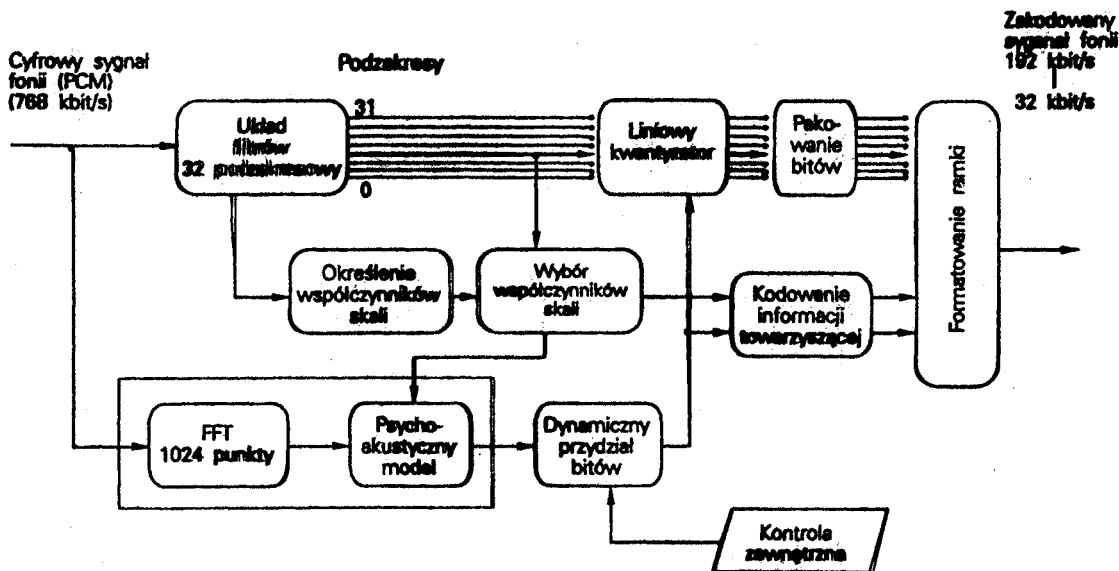 Cyfrowy sygnał
fonii (PCM)
(768 kbit/s)
Podzakresy
Zakodowany
syganał fonii
192 kbit/s
32 kbit/s
31
0
Układ
filtrów
32 podzakresowy
Liniowy
kwantyzator
Pako-
wanie
bitów
Formatowanie ramki
Określenie
współczynników
skali
Wybór
współczynników
skali
Kodowanie
informacji
towarzyszącej
FFT
1024 punkty
Psycho-
akustyczny
model
Dynamiczny
przydział
bitów
Kontrola
zewnętrzna